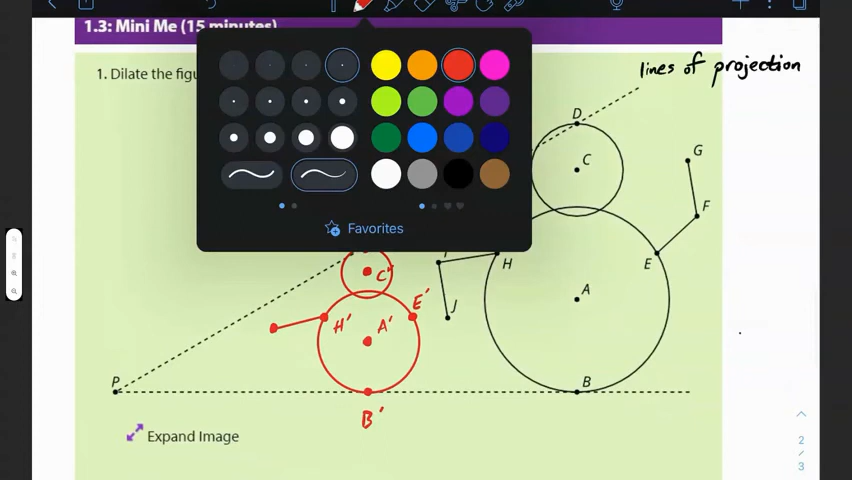 1.3: Mini Me (15 minutes)
lines of projection
1. Dilate the figu
D
C
G
F
H
E
J
A
C'
E'
H'
A'
P
B
B'
Favorites
Expand Image
2
/
3